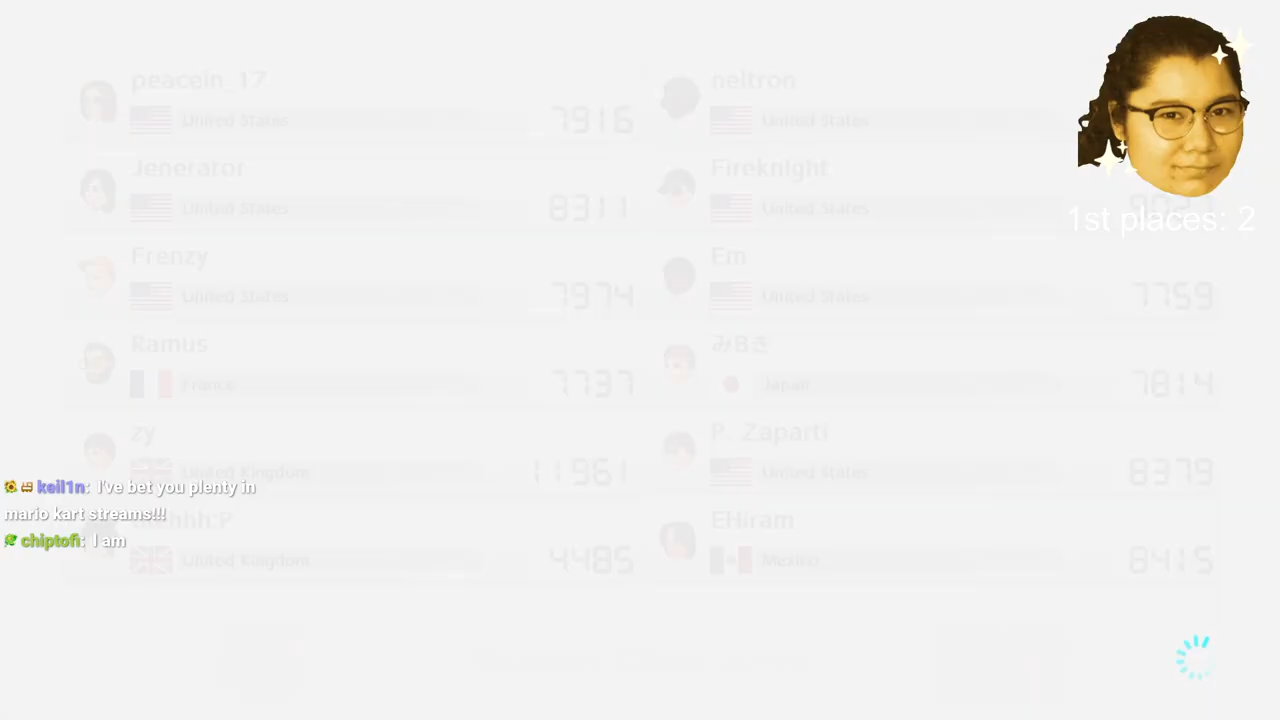 peacein_17
United States
7916
neltron
United States
Jenerator
United States
8311
Fireknight
United States
1st places: 2
Frenzy
United States
7974
Em
United States
7759
Ramus
France
7737
みBき
Japan
7814
zy
United Kingdom
11961
P. Zaparti
United States
8379
keil1n: I've bet you plenty in
mario kart streams!!!
chiptofi: I am
United Kingdom
4485
EHiram
Mexico
8415